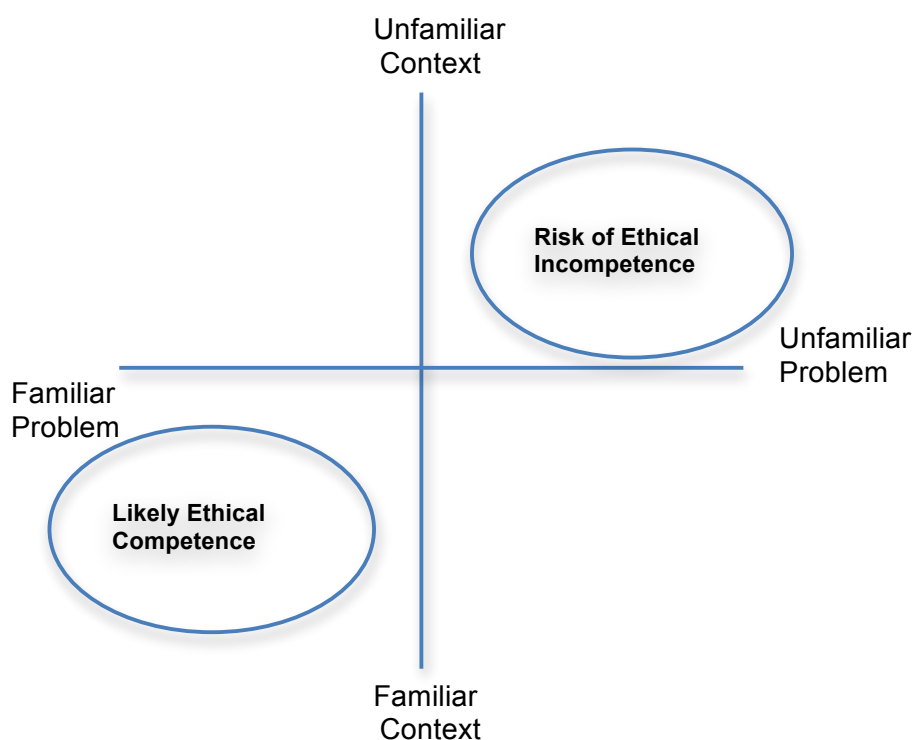 Unfamiliar
Context
Risk of Ethical
Incompetence
Unfamiliar
Problem
Familiar
Problem
Likely Ethical
Competence
Familiar
Context